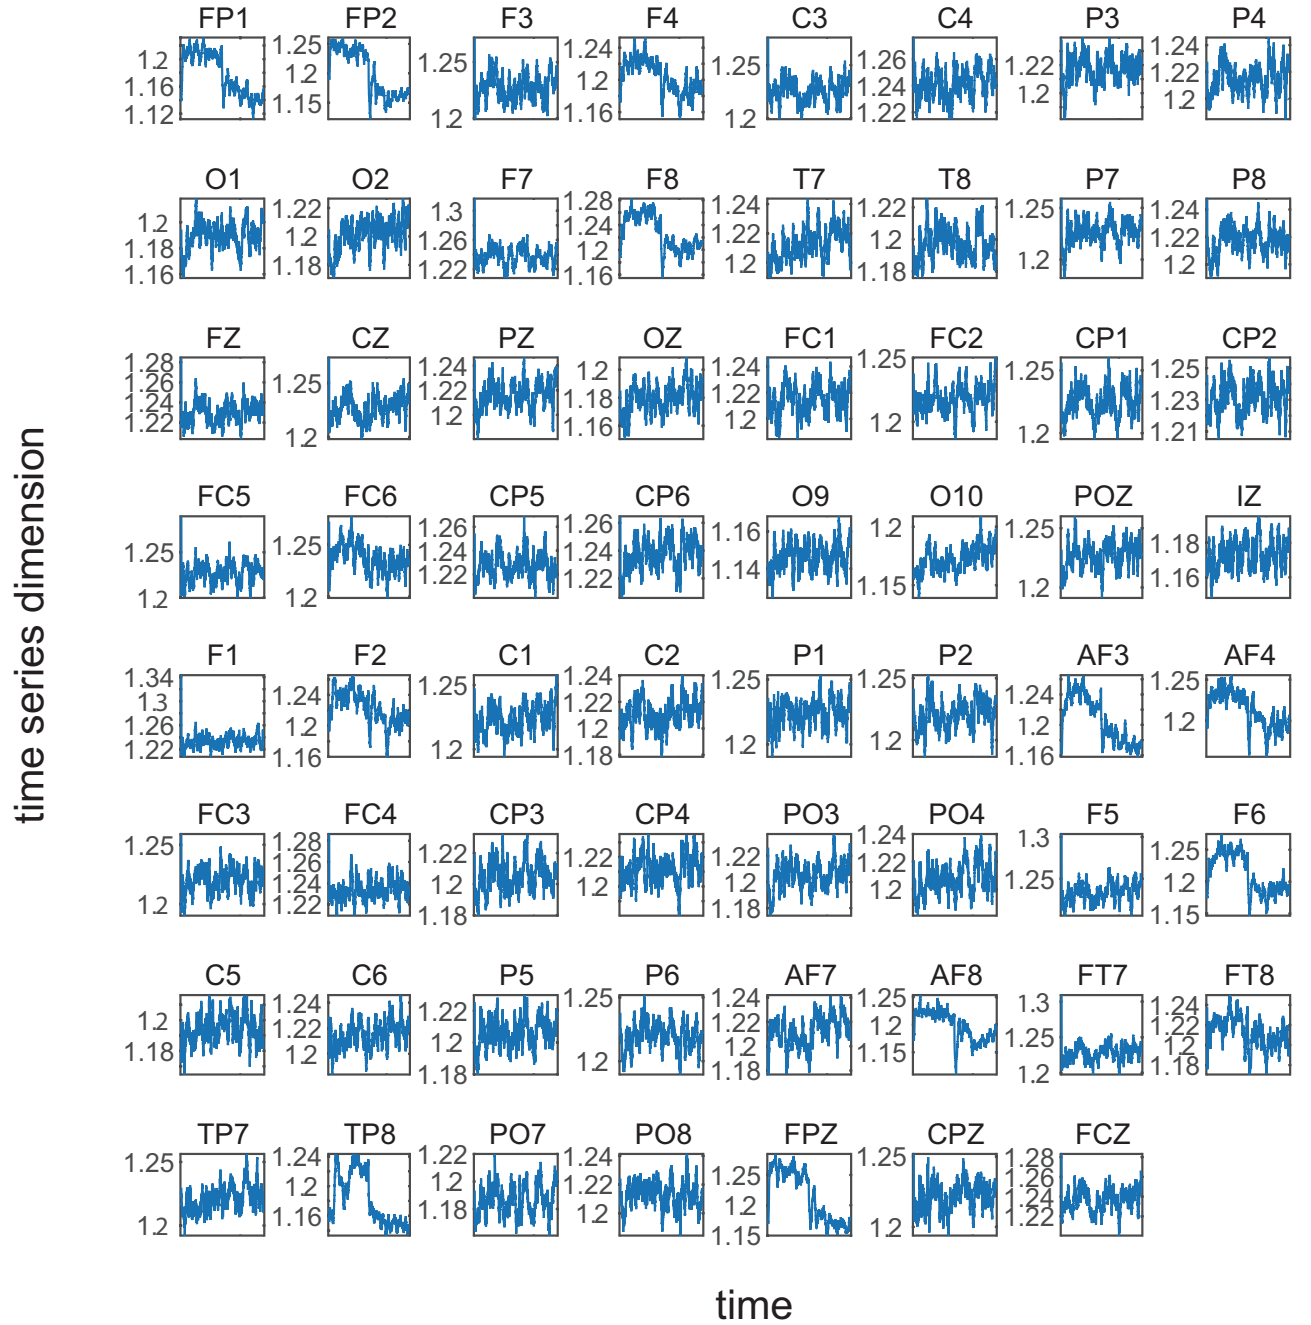 FP1 FP2 F3 F4 C3 C4 P3 P4
1.2 1.16 1.12 1.25 1.2 1.15 1.25 1.2 1.24 1.2 1.16 1.25 1.2 1.26 1.24 1.22 1.22 1.2 1.24 1.22 1.2
O1 O2 F7 F8 T7 T8 P7 P8
1.2 1.18 1.16 1.22 1.2 1.18 1.3 1.26 1.22 1.28 1.24 1.2 1.16 1.24 1.22 1.2 1.22 1.2 1.18 1.25 1.2 1.24 1.22 1.2
FZ CZ PZ OZ FC1 FC2 CP1 CP2
1.28 1.26 1.24 1.22 1.25 1.2 1.24 1.22 1.2 1.2 1.18 1.16 1.24 1.22 1.2 1.25 1.2 1.25 1.2 1.25 1.23 1.21
FC5 FC6 CP5 CP6 O9 O10 POZ IZ
1.25 1.2 1.25 1.2 1.26 1.24 1.22 1.26 1.24 1.22 1.16 1.14 1.2 1.15 1.25 1.2 1.18 1.16
F1 F2 C1 C2 P1 P2 AF3 AF4
1.34 1.3 1.26 1.22 1.24 1.2 1.16 1.25 1.2 1.24 1.22 1.2 1.18 1.25 1.2 1.25 1.2 1.24 1.2 1.16 1.25 1.2
FC3 FC4 CP3 CP4 PO3 PO4 F5 F6
1.25 1.2 1.28 1.26 1.24 1.22 1.22 1.2 1.18 1.22 1.2 1.22 1.2 1.18 1.24 1.22 1.2 1.3 1.25 1.25 1.2 1.15
C5 C6 P5 P6 AF7 AF8 FT7 FT8
1.2 1.18 1.24 1.22 1.2 1.22 1.2 1.18 1.25 1.2 1.24 1.22 1.2 1.18 1.25 1.2 1.15 1.3 1.25 1.2 1.24 1.22 1.2 1.18
TP7 TP8 PO7 PO8 FPZ CPZ FCZ
1.25 1.2 1.24 1.2 1.16 1.22 1.2 1.18 1.24 1.22 1.2 1.25 1.2 1.15 1.25 1.2 1.28 1.26 1.24 1.22
time series dimension
time